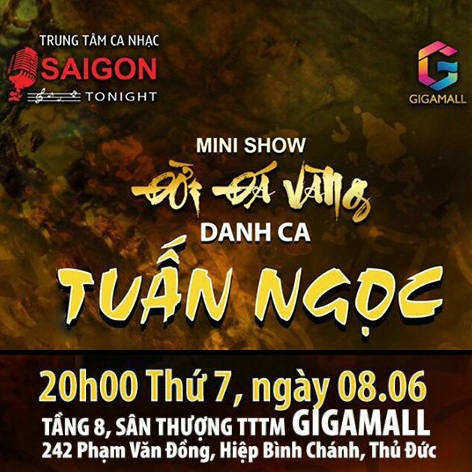 TRUNG TÂM CA NHẠC
SAIGON
TONIGHT
GIGAMALL
MINI SHOW
ĐỜI ĐÁ VÀNG
DANH CA
TUẤN NGỌC
20h00 Thứ 7, ngày 08.06
TẦNG 8, SÂN THƯỢNG TTTM GIGAMALL
242 Phạm Văn Đồng, Hiệp Bình Chánh, Thủ Đức